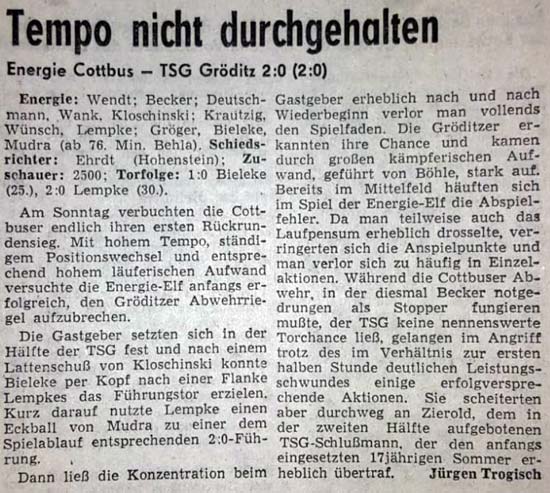 Tempo nicht durchgehalten
Energie Cottbus – TSG Gröditz 2:0 (2:0)
Energie: Wendt; Becker; Deutsch-
mann, Wank, Kloschinski; Krautzig,
Wünsch, Lempke; Gröger, Bieleke,
Mudra (ab 76. Min. Behla). Schieds-
richter: Ehrdt (Hohenstein); Zu-
schauer: 2500; Torfolge: 1:0 Bieleke
(25.), 2:0 Lempke (30.).
Am Sonntag verbuchten die Cott-
buser endlich ihren ersten Rückrun-
densieg. Mit hohem Tempo, ständi-
gem Positionswechsel und entspre-
chend hohem läuferischen Aufwand
versuchte die Energie-Elf anfangs er-
folgreich, den Gröditzer Abwehrrie-
gel aufzubrechen.
Die Gastgeber setzten sich in der
Hälfte der TSG fest und nach einem
Lattenschuß von Kloschinski konnte
Bieleke per Kopf nach einer Flanke
Lempkes das Führungstor erzielen.
Kurz darauf nutzte Lempke einen
Eckball von Mudra zu einer dem
Spielablauf entsprechenden 2:0-Füh-
rung.
Dann ließ die Konzentration beim
Gastgeber erheblich nach und nach
Wiederbeginn verlor man vollends
den Spielfaden. Die Gröditzer er-
kannten ihre Chance und kamen
durch großen kämpferischen Auf-
wand, geführt von Böhle, stark auf.
Bereits im Mittelfeld häuften sich
im Spiel der Energie-Elf die Abspiel-
fehler. Da man teilweise auch das
Laufpensum erheblich drosselte, ver-
ringerten sich die Anspielpunkte und
man verlor sich zu häufig in Einzel-
aktionen. Während die Cottbuser Ab-
wehr, in der diesmal Becker notge-
drungen als Stopper fungieren
mußte, der TSG keine nennenswerte
Torchance ließ, gelangen im Angriff
trotz des im Verhältnis zur ersten
halben Stunde deutlichen Leistungs-
schwundes einige erfolgverspre-
chende Aktionen. Sie scheiterten
aber durchweg an Zierold, dem in
der zweiten Hälfte aufgebotenen
TSG-Schlußmann, der den anfangs
eingesetzten 17jährigen Sommer er-
heblich übertraf. Jürgen Trogisch